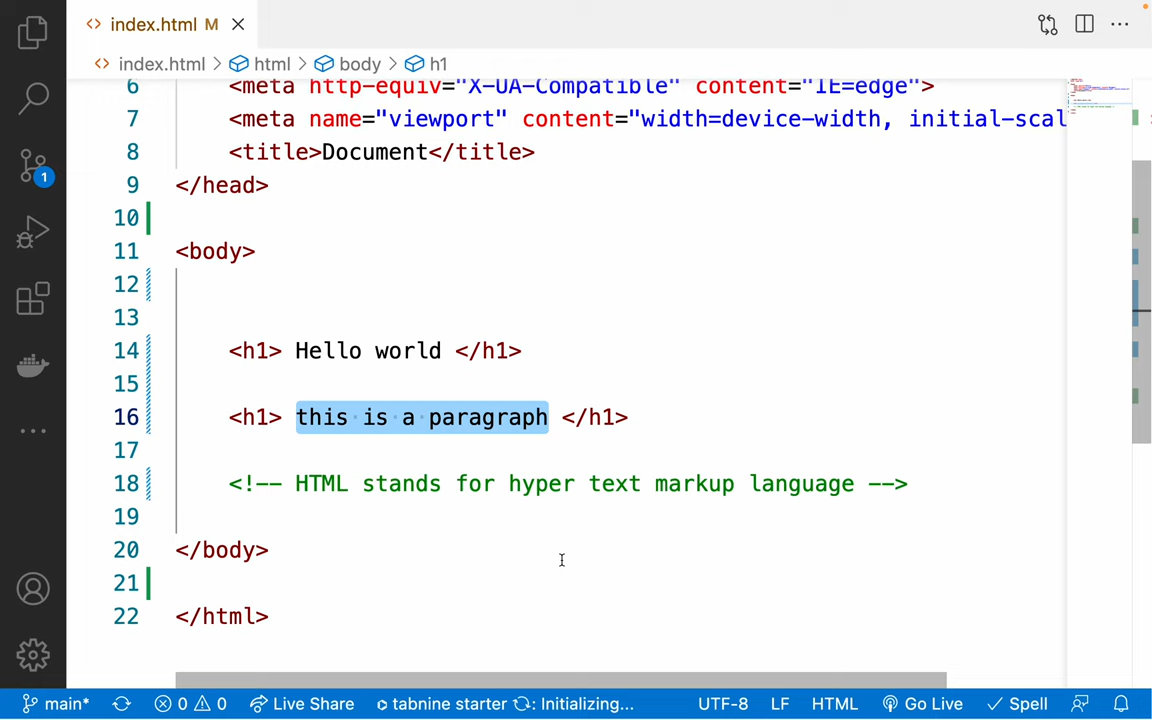 index.html M
index.html > html > body > h1
6 <meta http-equiv="X-UA-Compatible" content="IE=edge">
7 <meta name="viewport" content="width=device-width, initial-scal
8 <title>Document</title>
9 </head>
10
11 <body>
12
13
14 <h1> Hello world </h1>
15
16 <h1> this is a paragraph </h1>
17
18 <!-- HTML stands for hyper text markup language -->
19
20 </body>
21
22 </html>
1
main* 0 0 Live Share tabnine starter : Initializing... UTF-8 LF HTML Go Live Spell